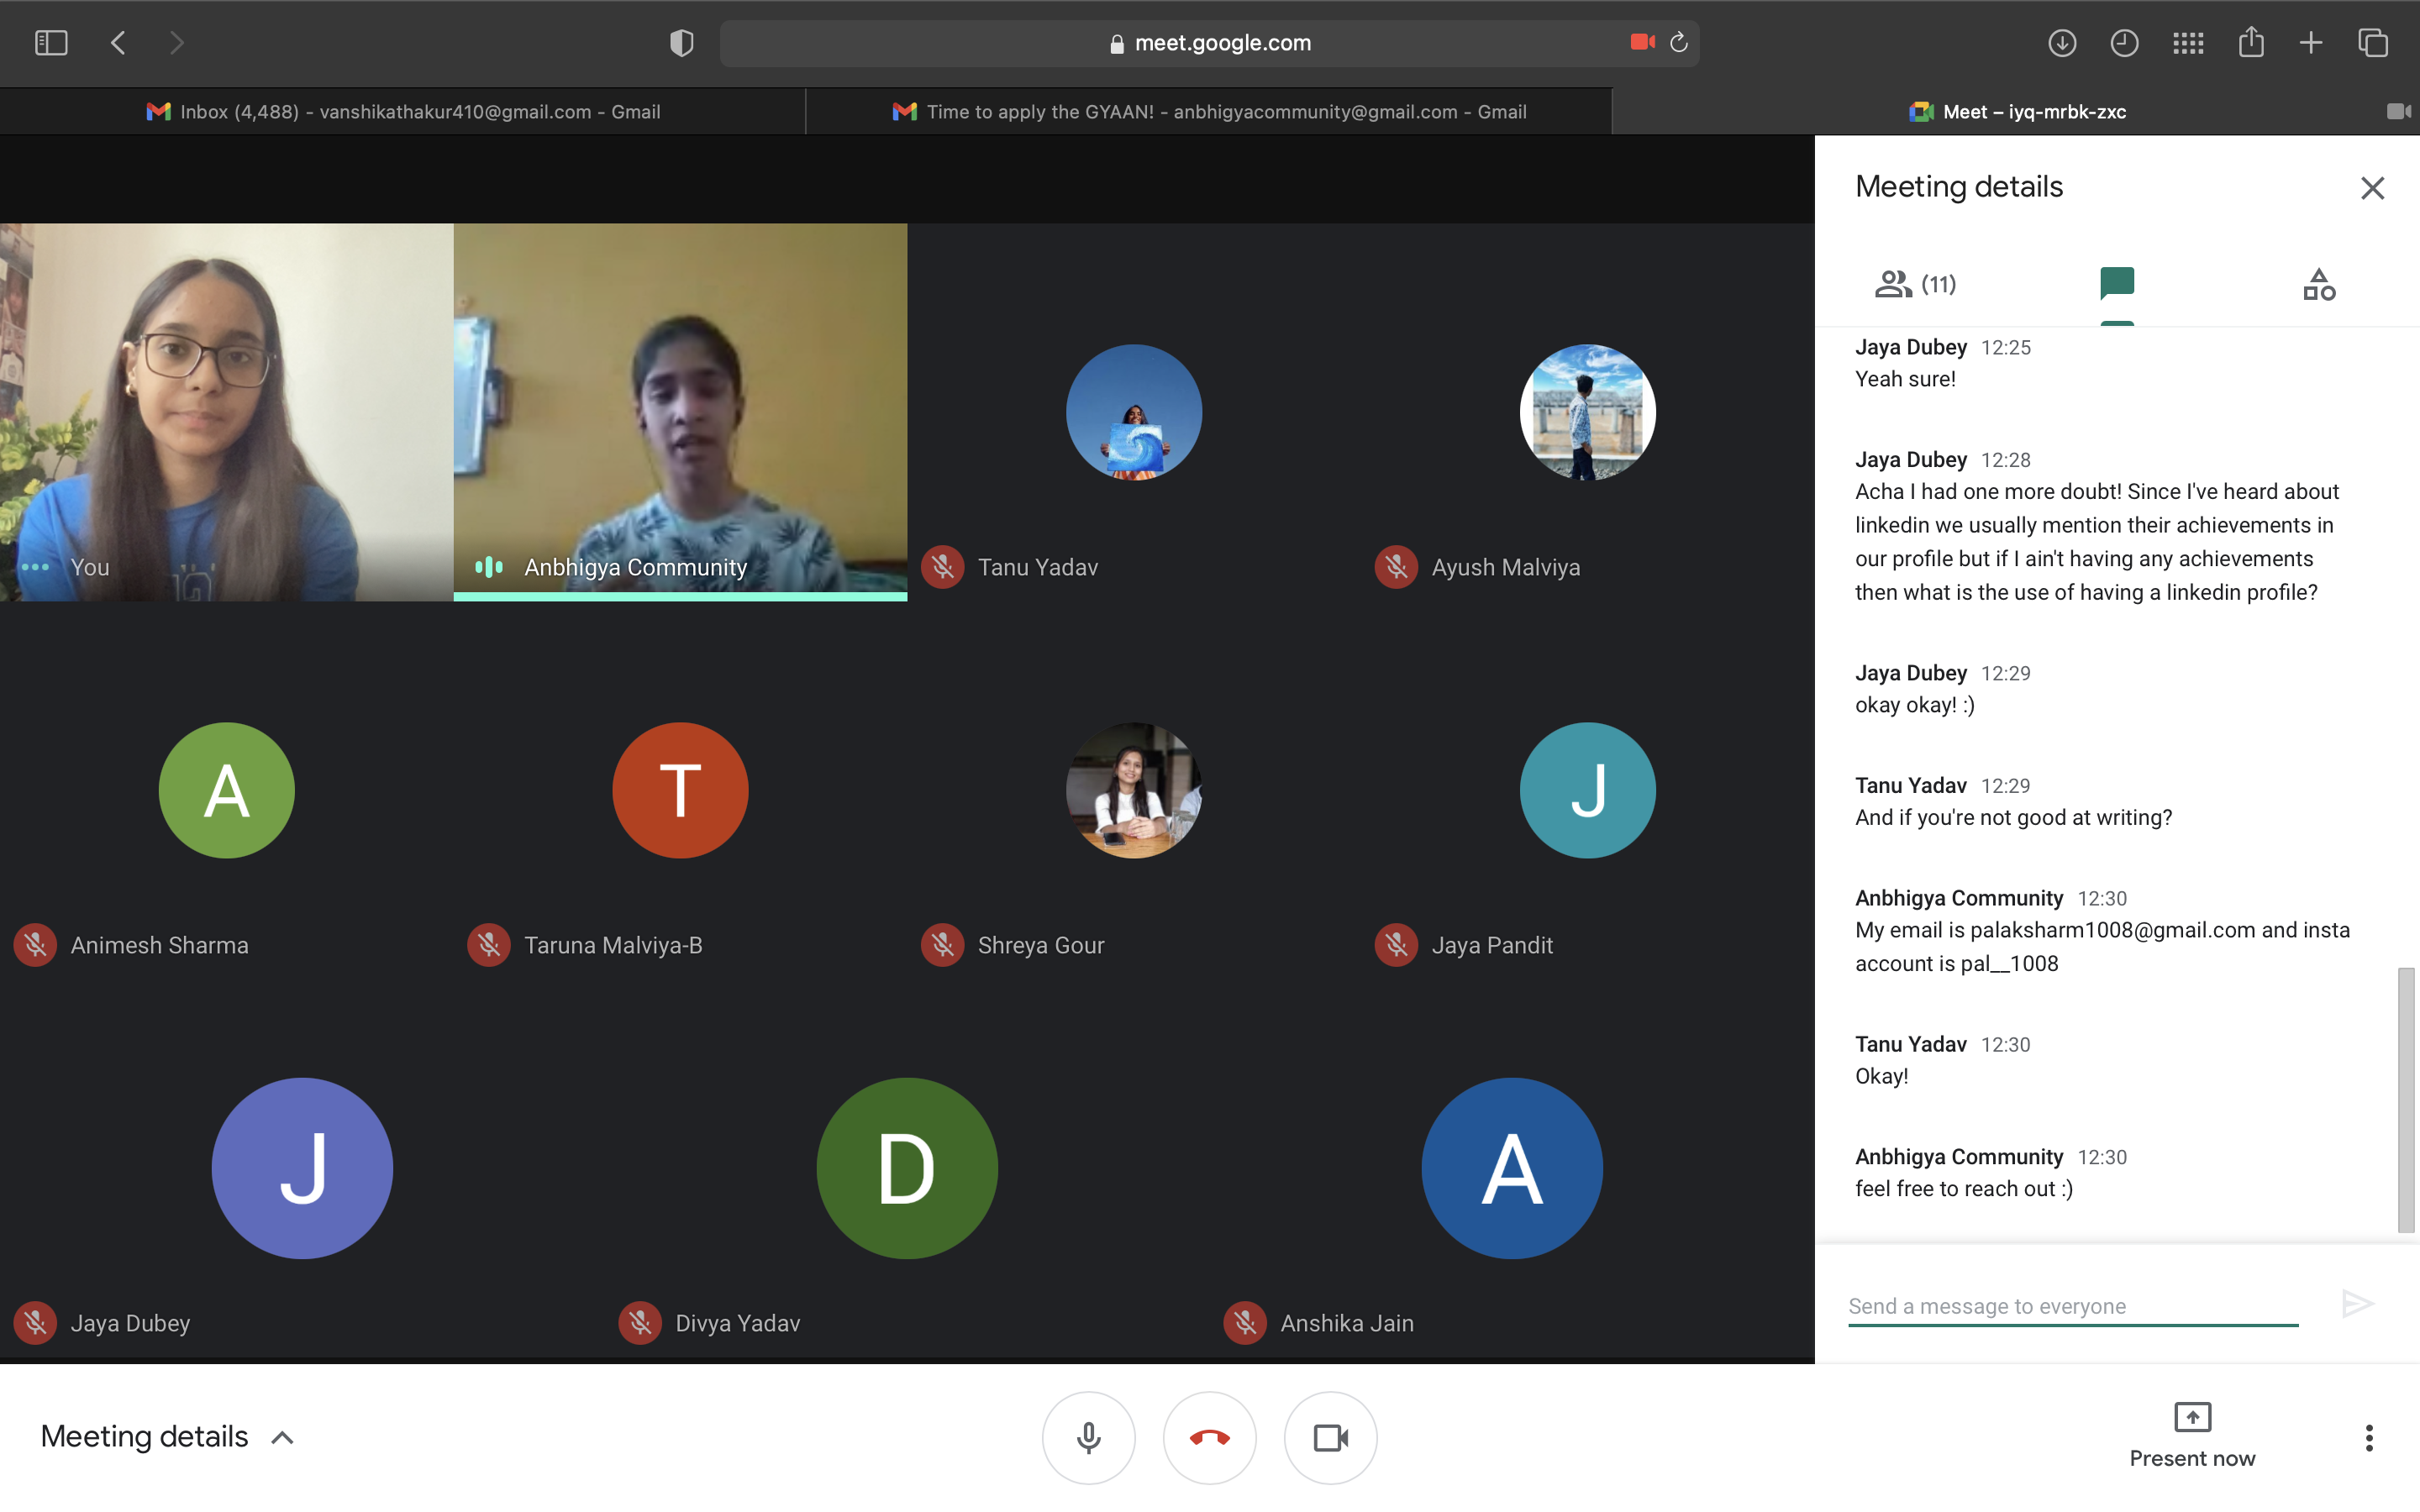 meet.google.com
Inbox (4,488) - vanshikathakur410@gmail.com - Gmail
Time to apply the GYAAN! - anbhigyacommunity@gmail.com - Gmail
Meet – iyq-mrbk-zxc
You
Anbhigya Community
Tanu Yadav
Ayush Malviya
A
T
J
Animesh Sharma
Taruna Malviya-B
Shreya Gour
Jaya Pandit
J
D
A
Jaya Dubey
Divya Yadav
Anshika Jain
Meeting details
(11)
Jaya Dubey 12:25
Yeah sure!
Jaya Dubey 12:28
Acha I had one more doubt! Since I've heard about
linkedin we usually mention their achievements in
our profile but if I ain't having any achievements
then what is the use of having a linkedin profile?
Jaya Dubey 12:29
okay okay! :)
Tanu Yadav 12:29
And if you're not good at writing?
Anbhigya Community 12:30
My email is palaksharm1008@gmail.com and insta
account is pal__1008
Tanu Yadav 12:30
Okay!
Anbhigya Community 12:30
feel free to reach out :)
Send a message to everyone
Meeting details
Present now